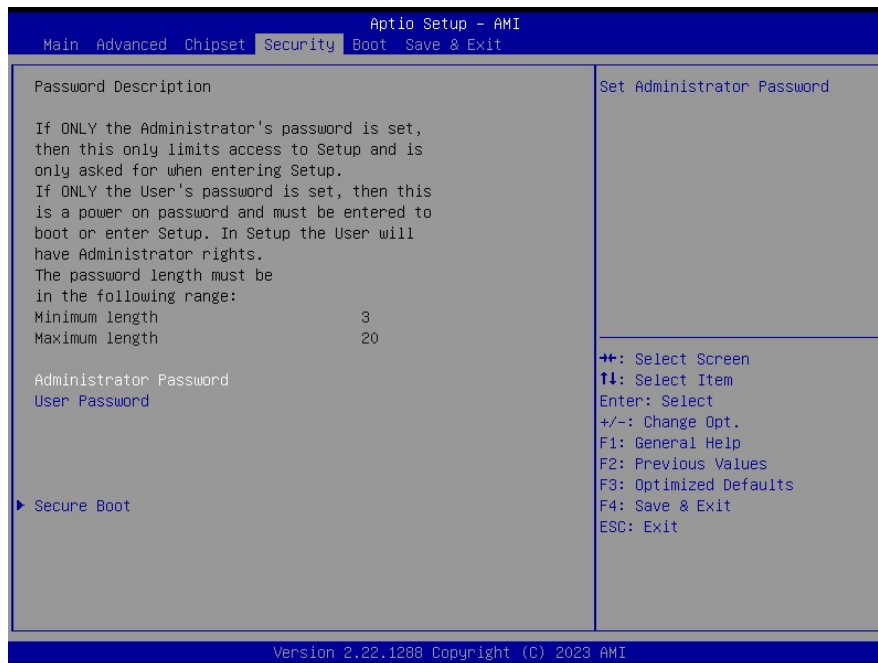 Aptio Setup - AMI
Main Advanced Chipset Security Boot Save & Exit
Password Description
If ONLY the Administrator's password is set,
then this only limits access to Setup and is
only asked for when entering Setup.
If ONLY the User's password is set, then this
is a power on password and must be entered to
boot or enter Setup. In Setup the User will
have Administrator rights.
The password length must be
in the following range:
Minimum length 3
Maximum length 20
Administrator Password
User Password
Secure Boot
Set Administrator Password
→←: Select Screen
↑↓: Select Item
Enter: Select
+/-: Change Opt.
F1: General Help
F2: Previous Values
F3: Optimized Defaults
F4: Save & Exit
ESC: Exit
Version 2.22.1288 Copyright (C) 2023 AMI